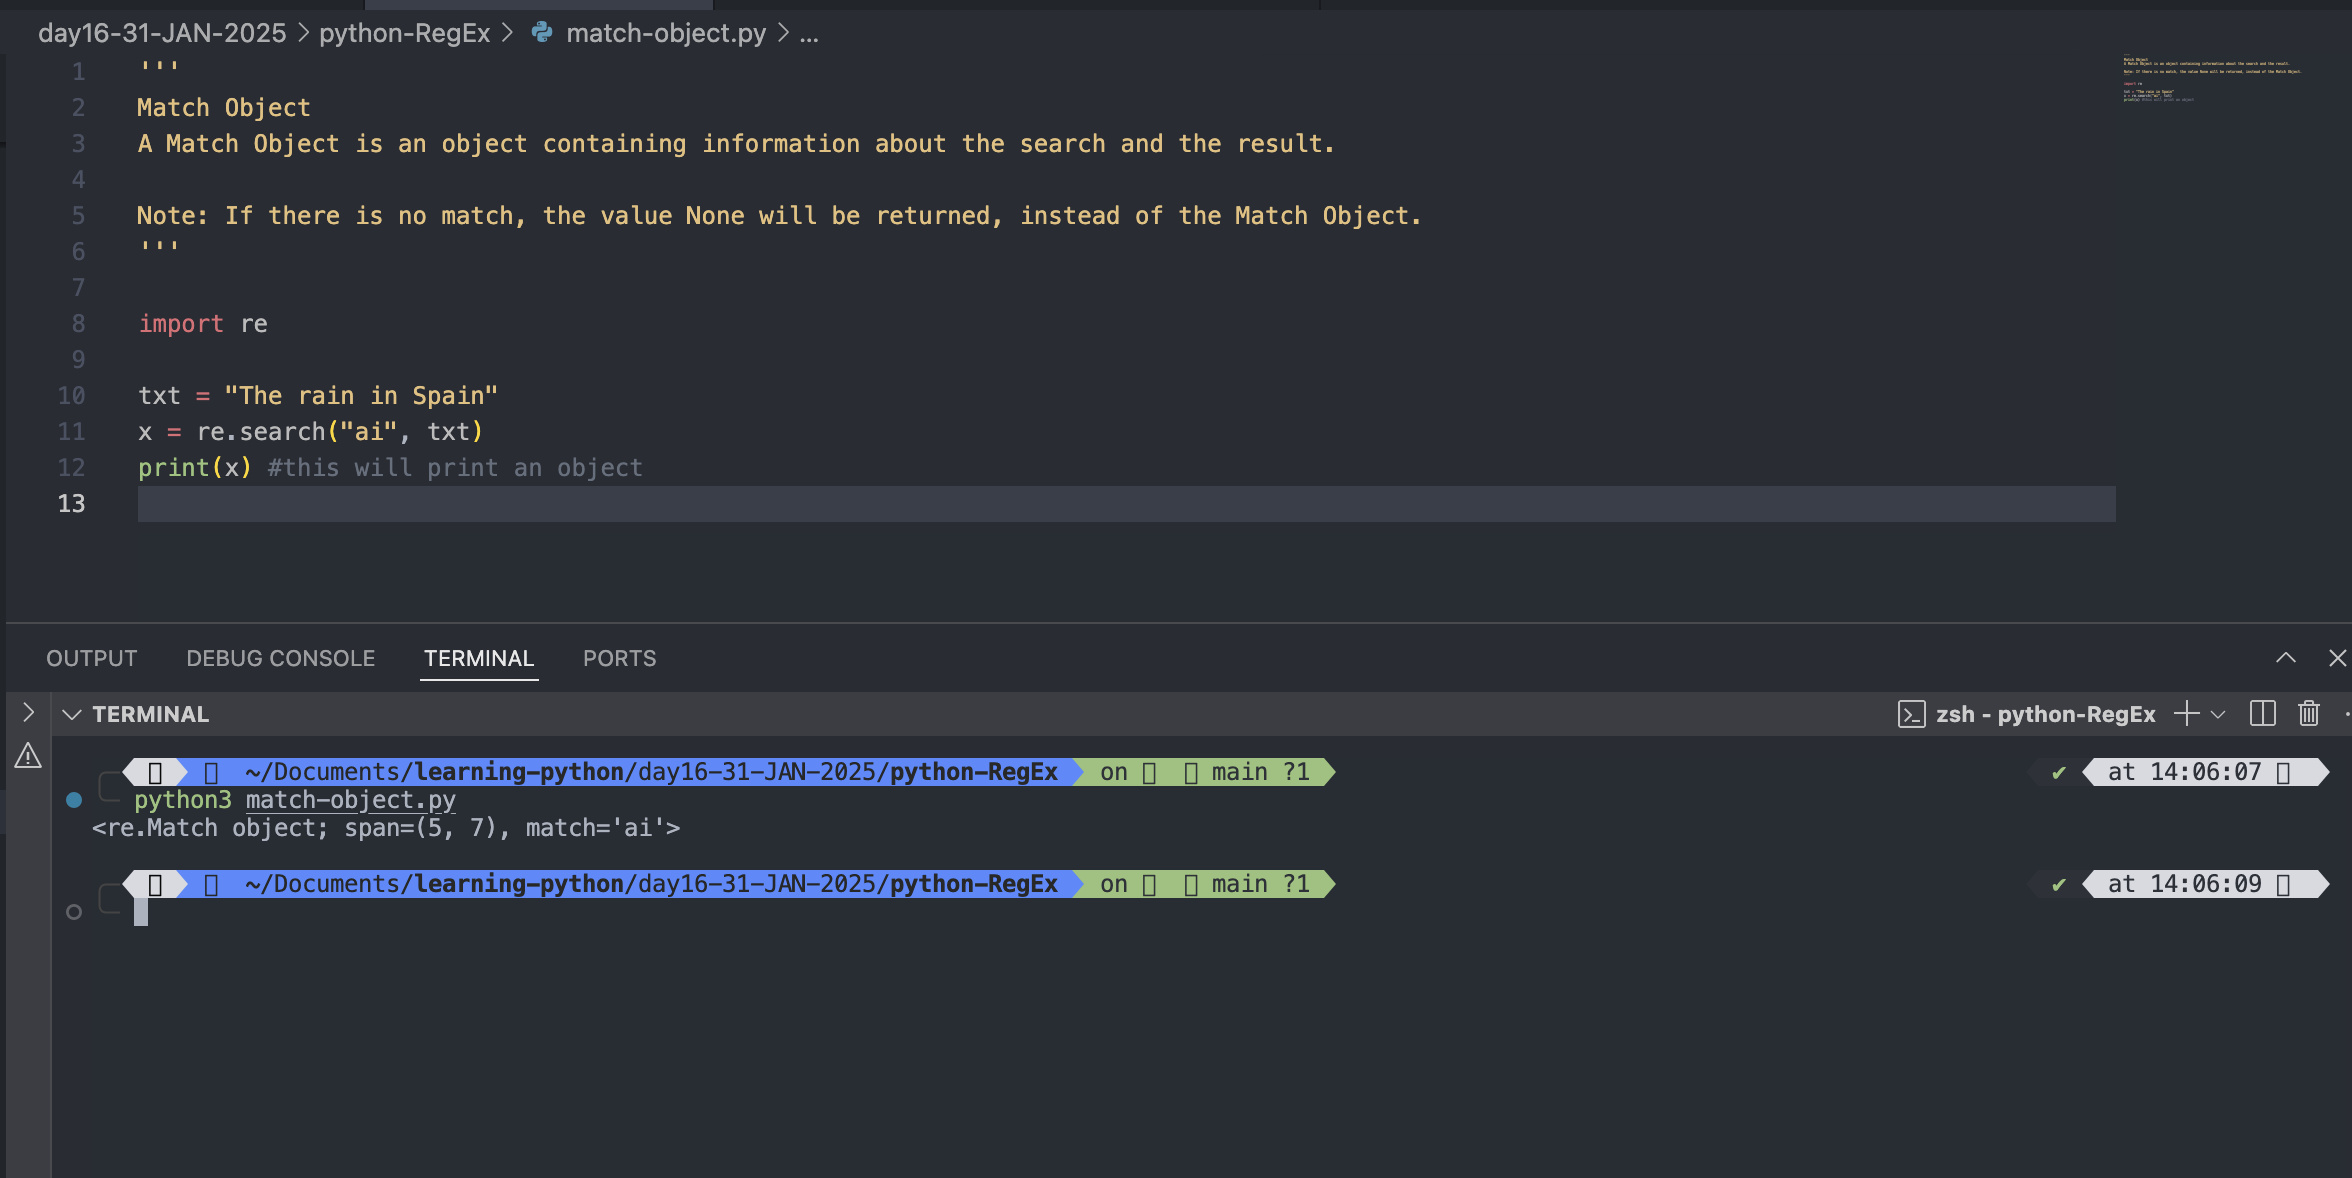 day16-31-JAN-2025 > python-RegEx > match-object.py > ...
1 '''
2 Match Object
3 A Match Object is an object containing information about the search and the result.
4
5 Note: If there is no match, the value None will be returned, instead of the Match Object.
6 '''
7
8 import re
9
10 txt = "The rain in Spain"
11 x = re.search("ai", txt)
12 print(x) #this will print an object
13
OUTPUT DEBUG CONSOLE TERMINAL PORTS
TERMINAL zsh - python-RegEx
~/Documents/learning-python/day16-31-JAN-2025/python-RegEx on main ?1 ✔ at 14:06:07
python3 match-object.py
<re.Match object; span=(5, 7), match='ai'>
~/Documents/learning-python/day16-31-JAN-2025/python-RegEx on main ?1 ✔ at 14:06:09